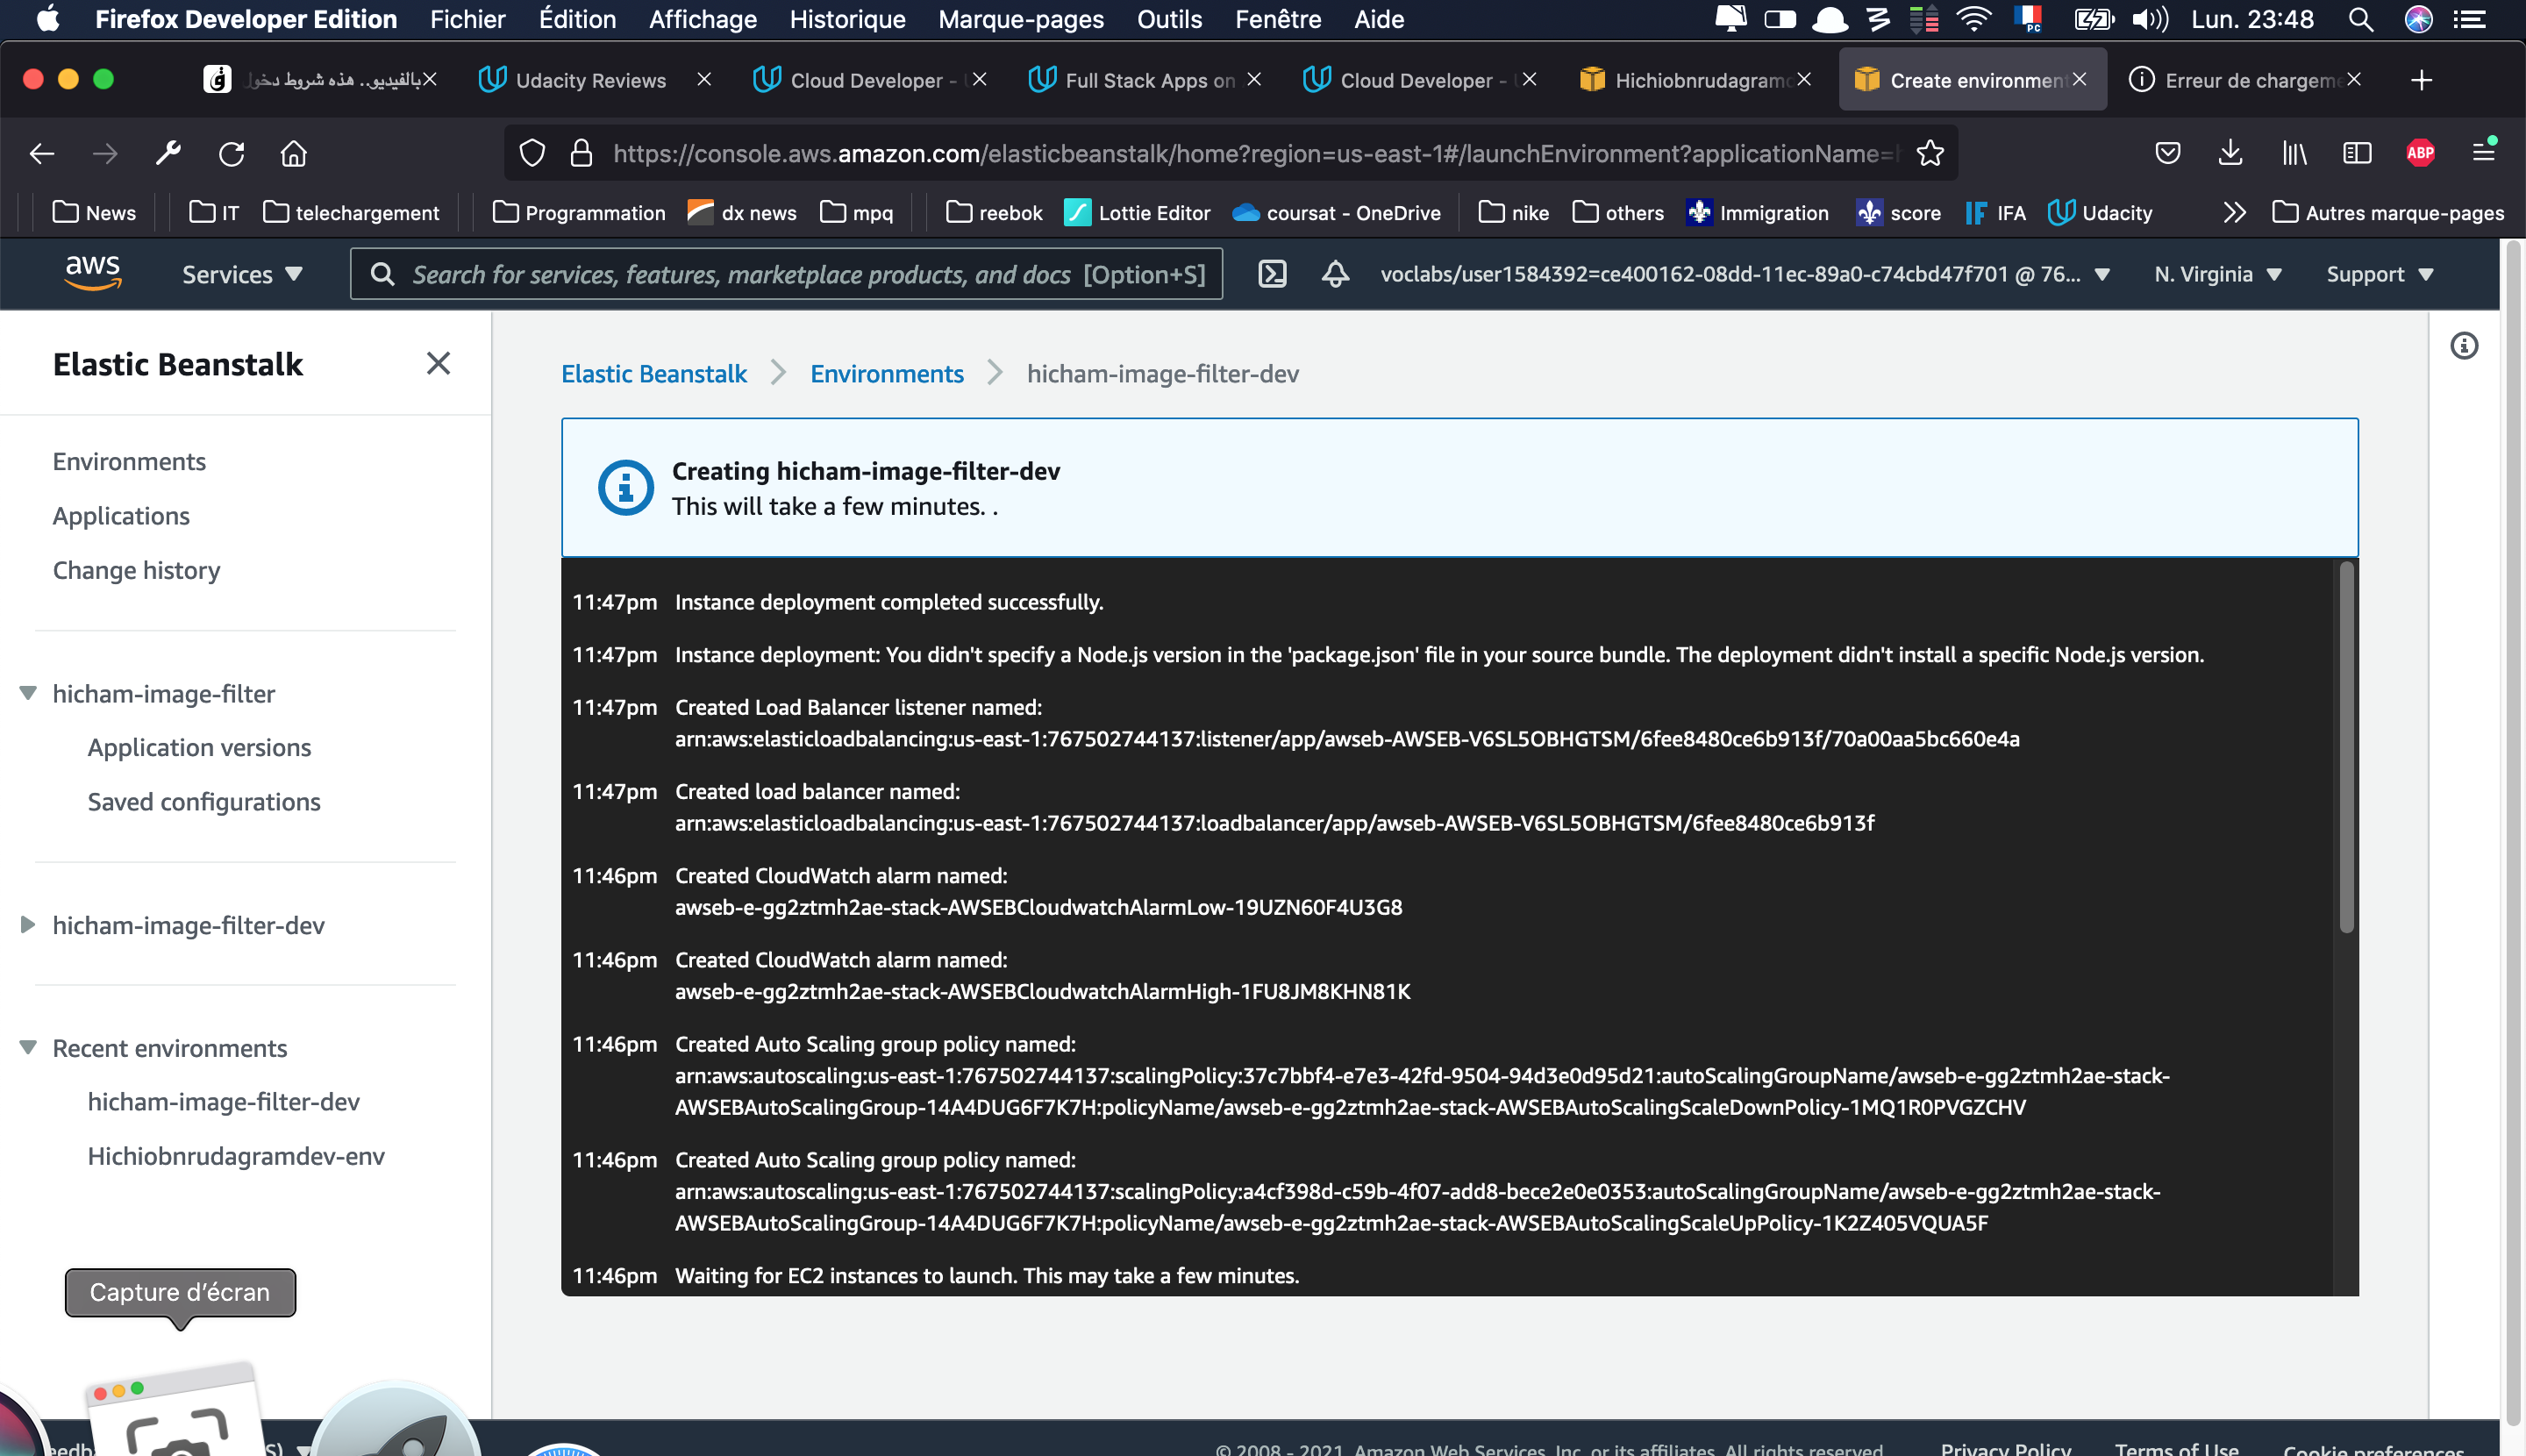 Firefox Developer Edition Fichier Édition Affichage Historique Marque-pages Outils Fenêtre Aide PC Lun. 23:48
بالفيديو.. هذه شروط دخول Udacity Reviews Cloud Developer - Full Stack Apps on Cloud Developer - Hichiobnrudagram Create environmen Erreur de chargem
https://console.aws.amazon.com/elasticbeanstalk/home?region=us-east-1#/launchEnvironment?applicationName= ABP
News IT telechargement Programmation dx news mpq reebok Lottie Editor coursat - OneDrive nike others Immigration score IFA Udacity Autres marque-pages
aws Services Search for services, features, marketplace products, and docs [Option+S] voclabs/user1584392=ce400162-08dd-11ec-89a0-c74cbd47f701 @ 76... N. Virginia Support
Elastic Beanstalk
Environments
Applications
Change history
hicham-image-filter
Application versions
Saved configurations
hicham-image-filter-dev
Recent environments
hicham-image-filter-dev
Hichiobnrudagramdev-env
Elastic Beanstalk Environments hicham-image-filter-dev
Creating hicham-image-filter-dev
This will take a few minutes. .
11:47pm Instance deployment completed successfully.
11:47pm Instance deployment: You didn't specify a Node.js version in the 'package.json' file in your source bundle. The deployment didn't install a specific Node.js version.
11:47pm Created Load Balancer listener named:
arn:aws:elasticloadbalancing:us-east-1:767502744137:listener/app/awseb-AWSEB-V6SL5OBHGTSM/6fee8480ce6b913f/70a00aa5bc660e4a
11:47pm Created load balancer named:
arn:aws:elasticloadbalancing:us-east-1:767502744137:loadbalancer/app/awseb-AWSEB-V6SL5OBHGTSM/6fee8480ce6b913f
11:46pm Created CloudWatch alarm named:
awseb-e-gg2ztmh2ae-stack-AWSEBCloudwatchAlarmLow-19UZN60F4U3G8
11:46pm Created CloudWatch alarm named:
awseb-e-gg2ztmh2ae-stack-AWSEBCloudwatchAlarmHigh-1FU8JM8KHN81K
11:46pm Created Auto Scaling group policy named:
arn:aws:autoscaling:us-east-1:767502744137:scalingPolicy:37c7bbf4-e7e3-42fd-9504-94d3e0d95d21:autoScalingGroupName/awseb-e-gg2ztmh2ae-stack-
AWSEBAutoScalingGroup-14A4DUG6F7K7H:policyName/awseb-e-gg2ztmh2ae-stack-AWSEBAutoScalingScaleDownPolicy-1MQ1R0PVGZCHV
11:46pm Created Auto Scaling group policy named:
arn:aws:autoscaling:us-east-1:767502744137:scalingPolicy:a4cf398d-c59b-4f07-add8-bece2e0e0353:autoScalingGroupName/awseb-e-gg2ztmh2ae-stack-
AWSEBAutoScalingGroup-14A4DUG6F7K7H:policyName/awseb-e-gg2ztmh2ae-stack-AWSEBAutoScalingScaleUpPolicy-1K2Z405VQUA5F
11:46pm Waiting for EC2 instances to launch. This may take a few minutes.
Capture d'écran
© 2008 - 2021, Amazon Web Services, Inc. or its affiliates. All rights reserved. Privacy Policy Terms of Use Cookie preferences